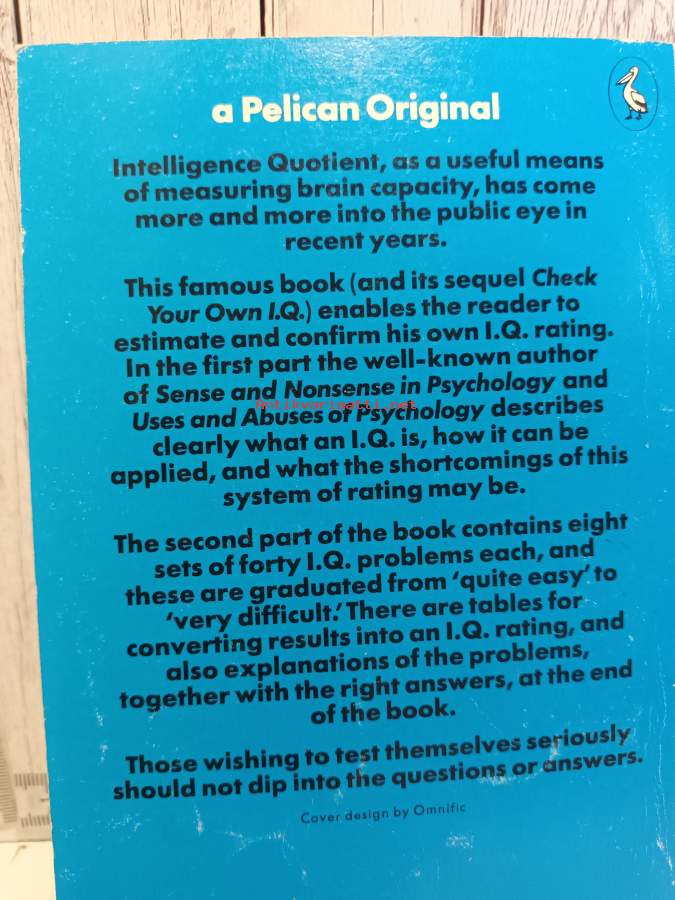 a Pelican Original
Intelligence Quotient, as a useful means
of measuring brain capacity, has come
more and more into the public eye in
recent years.
This famous book (and its sequel Check
Your Own I.Q.) enables the reader to
estimate and confirm his own I.Q. rating.
In the first part the well-known author
of Sense and Nonsense in Psychology and
Uses and Abuses of Psychology describes
Antikvariaatti.net
clearly what an I.Q. is, how it can be
applied, and what the shortcomings of this
system of rating may be.
The second part of the book contains eight
sets of forty I.Q. problems each, and
these are graduated from 'quite easy' to
'very difficult.' There are tables for
converting results into an I.Q. rating, and
also explanations of the problems,
together with the right answers, at the end
of the book.
Those wishing to test themselves seriously
should not dip into the questions or answers.
Cover design by Omnific